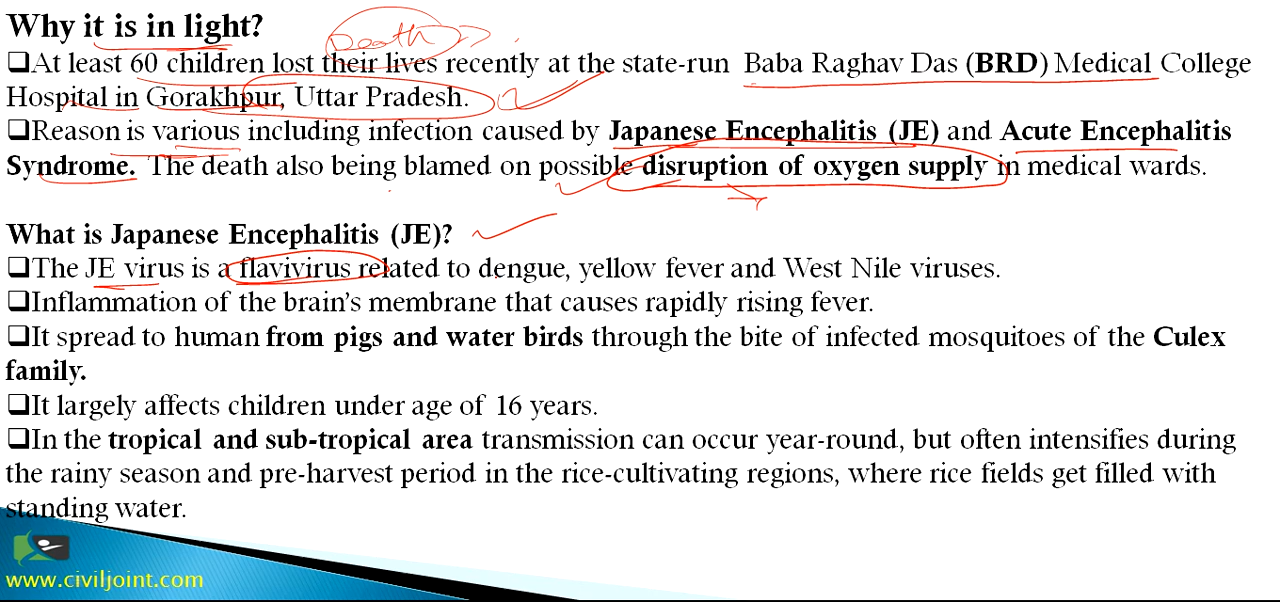 Why it is in light?
Death
❑At least 60 children lost their lives recently at the state-run Baba Raghav Das (BRD) Medical College
Hospital in Gorakhpur, Uttar Pradesh.
❑Reason is various including infection caused by Japanese Encephalitis (JE) and Acute Encephalitis
Syndrome. The death also being blamed on possible disruption of oxygen supply in medical wards.
What is Japanese Encephalitis (JE)?
❑The JE virus is a flavivirus related to dengue, yellow fever and West Nile viruses.
❑Inflammation of the brain's membrane that causes rapidly rising fever.
❑It spread to human from pigs and water birds through the bite of infected mosquitoes of the Culex
family.
❑It largely affects children under age of 16 years.
❑In the tropical and sub-tropical area transmission can occur year-round, but often intensifies during
the rainy season and pre-harvest period in the rice-cultivating regions, where rice fields get filled with
standing water.
www.civiljoint.com